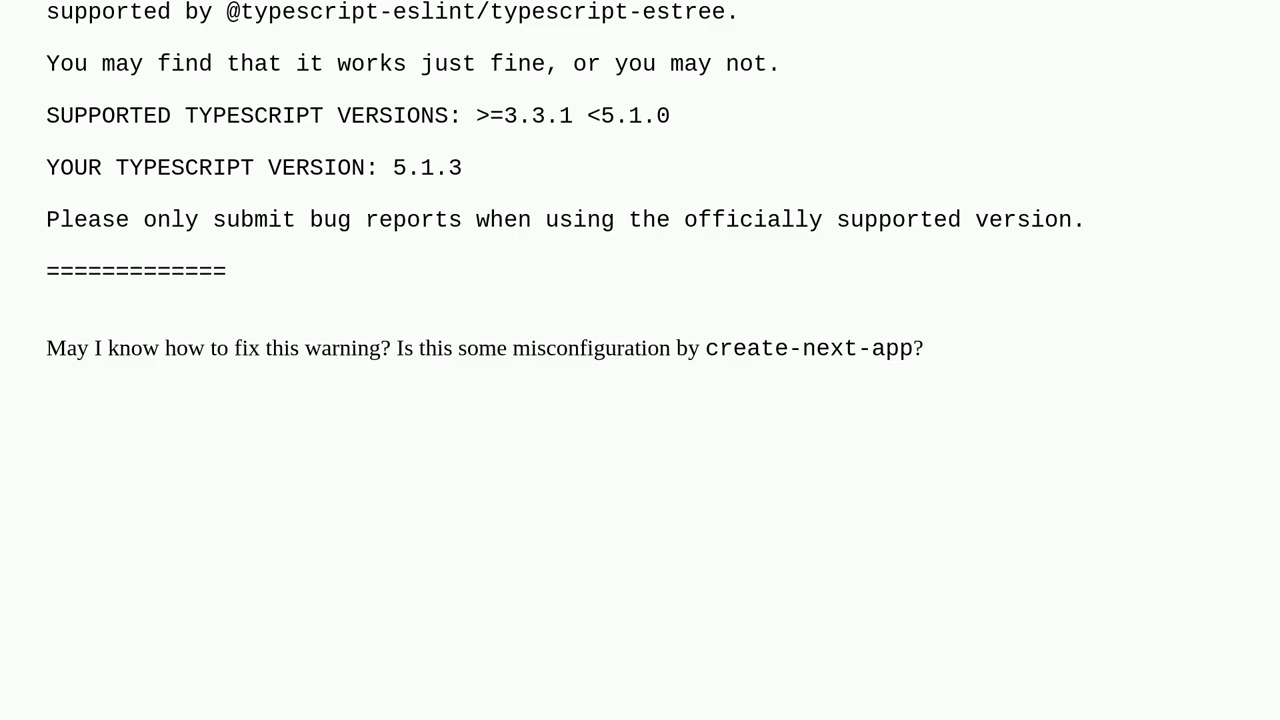 supported by @typescript-eslint/typescript-estree.
You may find that it works just fine, or you may not.
SUPPORTED TYPESCRIPT VERSIONS: >=3.3.1 <5.1.0
YOUR TYPESCRIPT VERSION: 5.1.3
Please only submit bug reports when using the officially supported version.
=============
May I know how to fix this warning? Is this some misconfiguration by create-next-app?